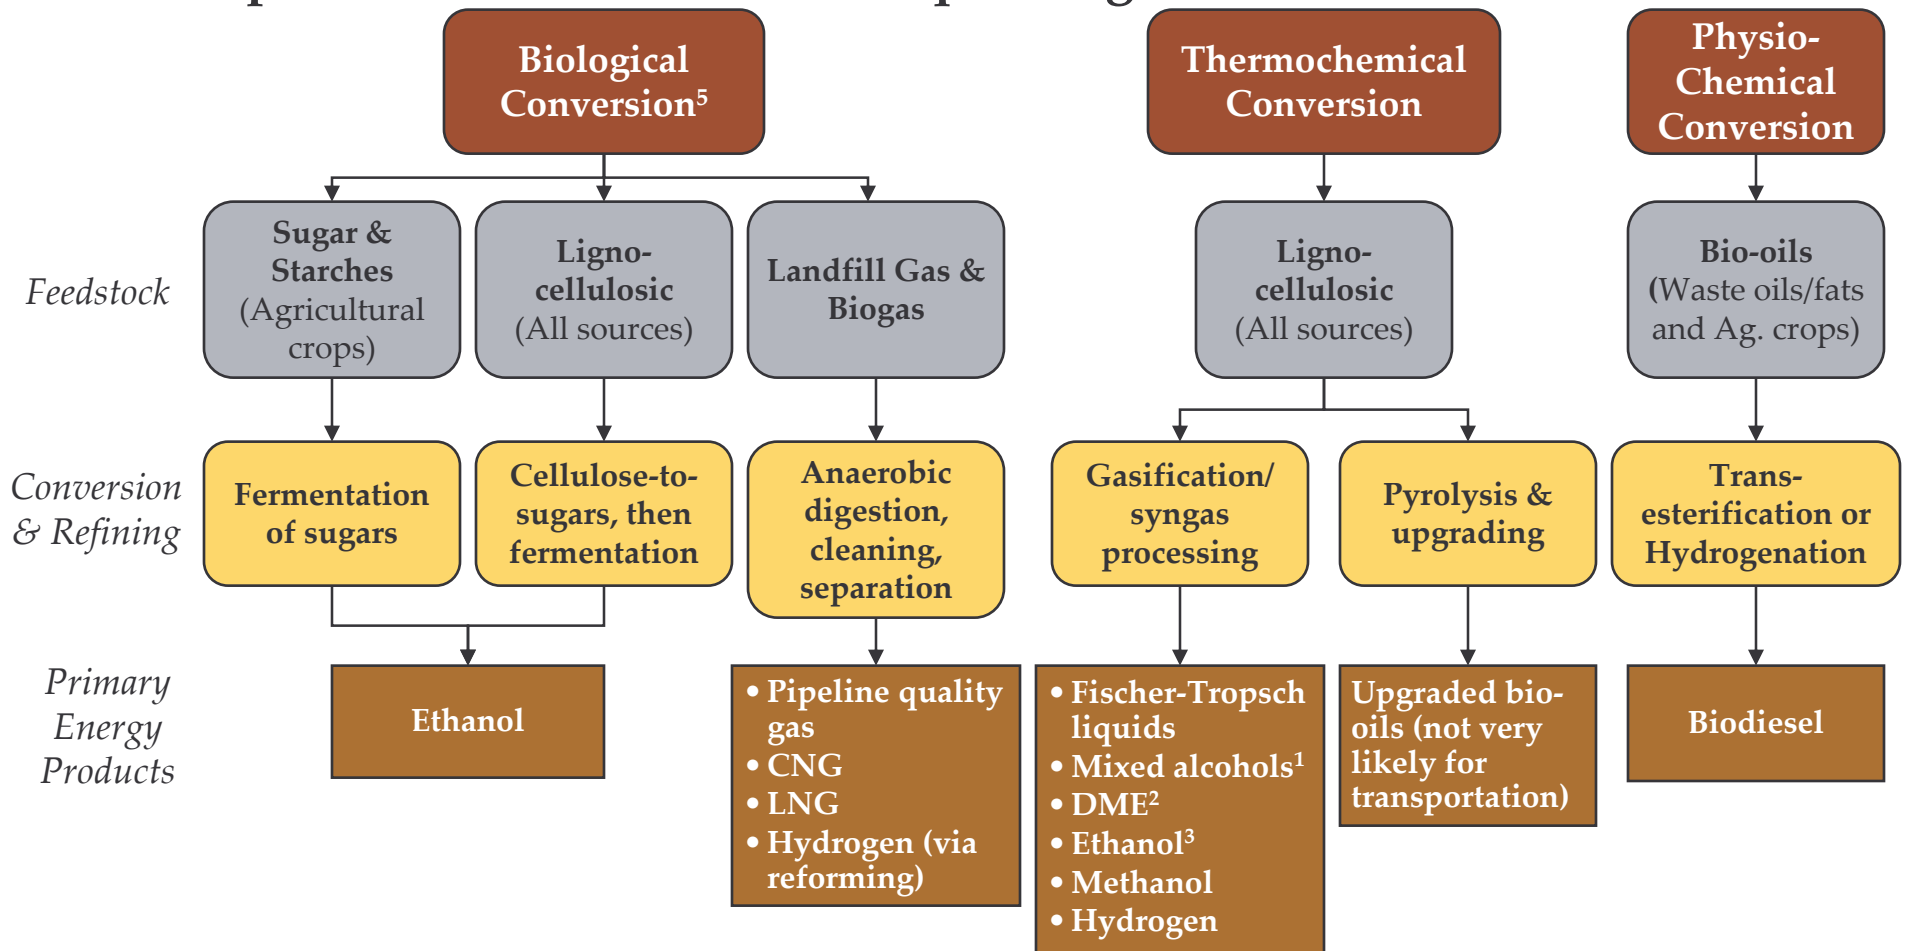 Biological
Conversion⁵
Thermochemical
Conversion
Physio-
Chemical
Conversion
Feedstock
Sugar &
Starches
(Agricultural
crops)
Ligno-
cellulosic
(All sources)
Landfill Gas &
Biogas
Ligno-
cellulosic
(All sources)
Bio-oils
(Waste oils/fats
and Ag. crops)
Conversion
& Refining
Fermentation
of sugars
Cellulose-to-
sugars, then
fermentation
Anaerobic
digestion,
cleaning,
separation
Gasification/
syngas
processing
Pyrolysis &
upgrading
Trans-
esterification or
Hydrogenation
Primary
Energy
Products
Ethanol
• Pipeline quality
gas
• CNG
• LNG
• Hydrogen (via
reforming)
• Fischer-Tropsch
liquids
• Mixed alcohols¹
• DME²
• Ethanol³
• Methanol
• Hydrogen
Upgraded bio-
oils (not very
likely for
transportation)
Biodiesel